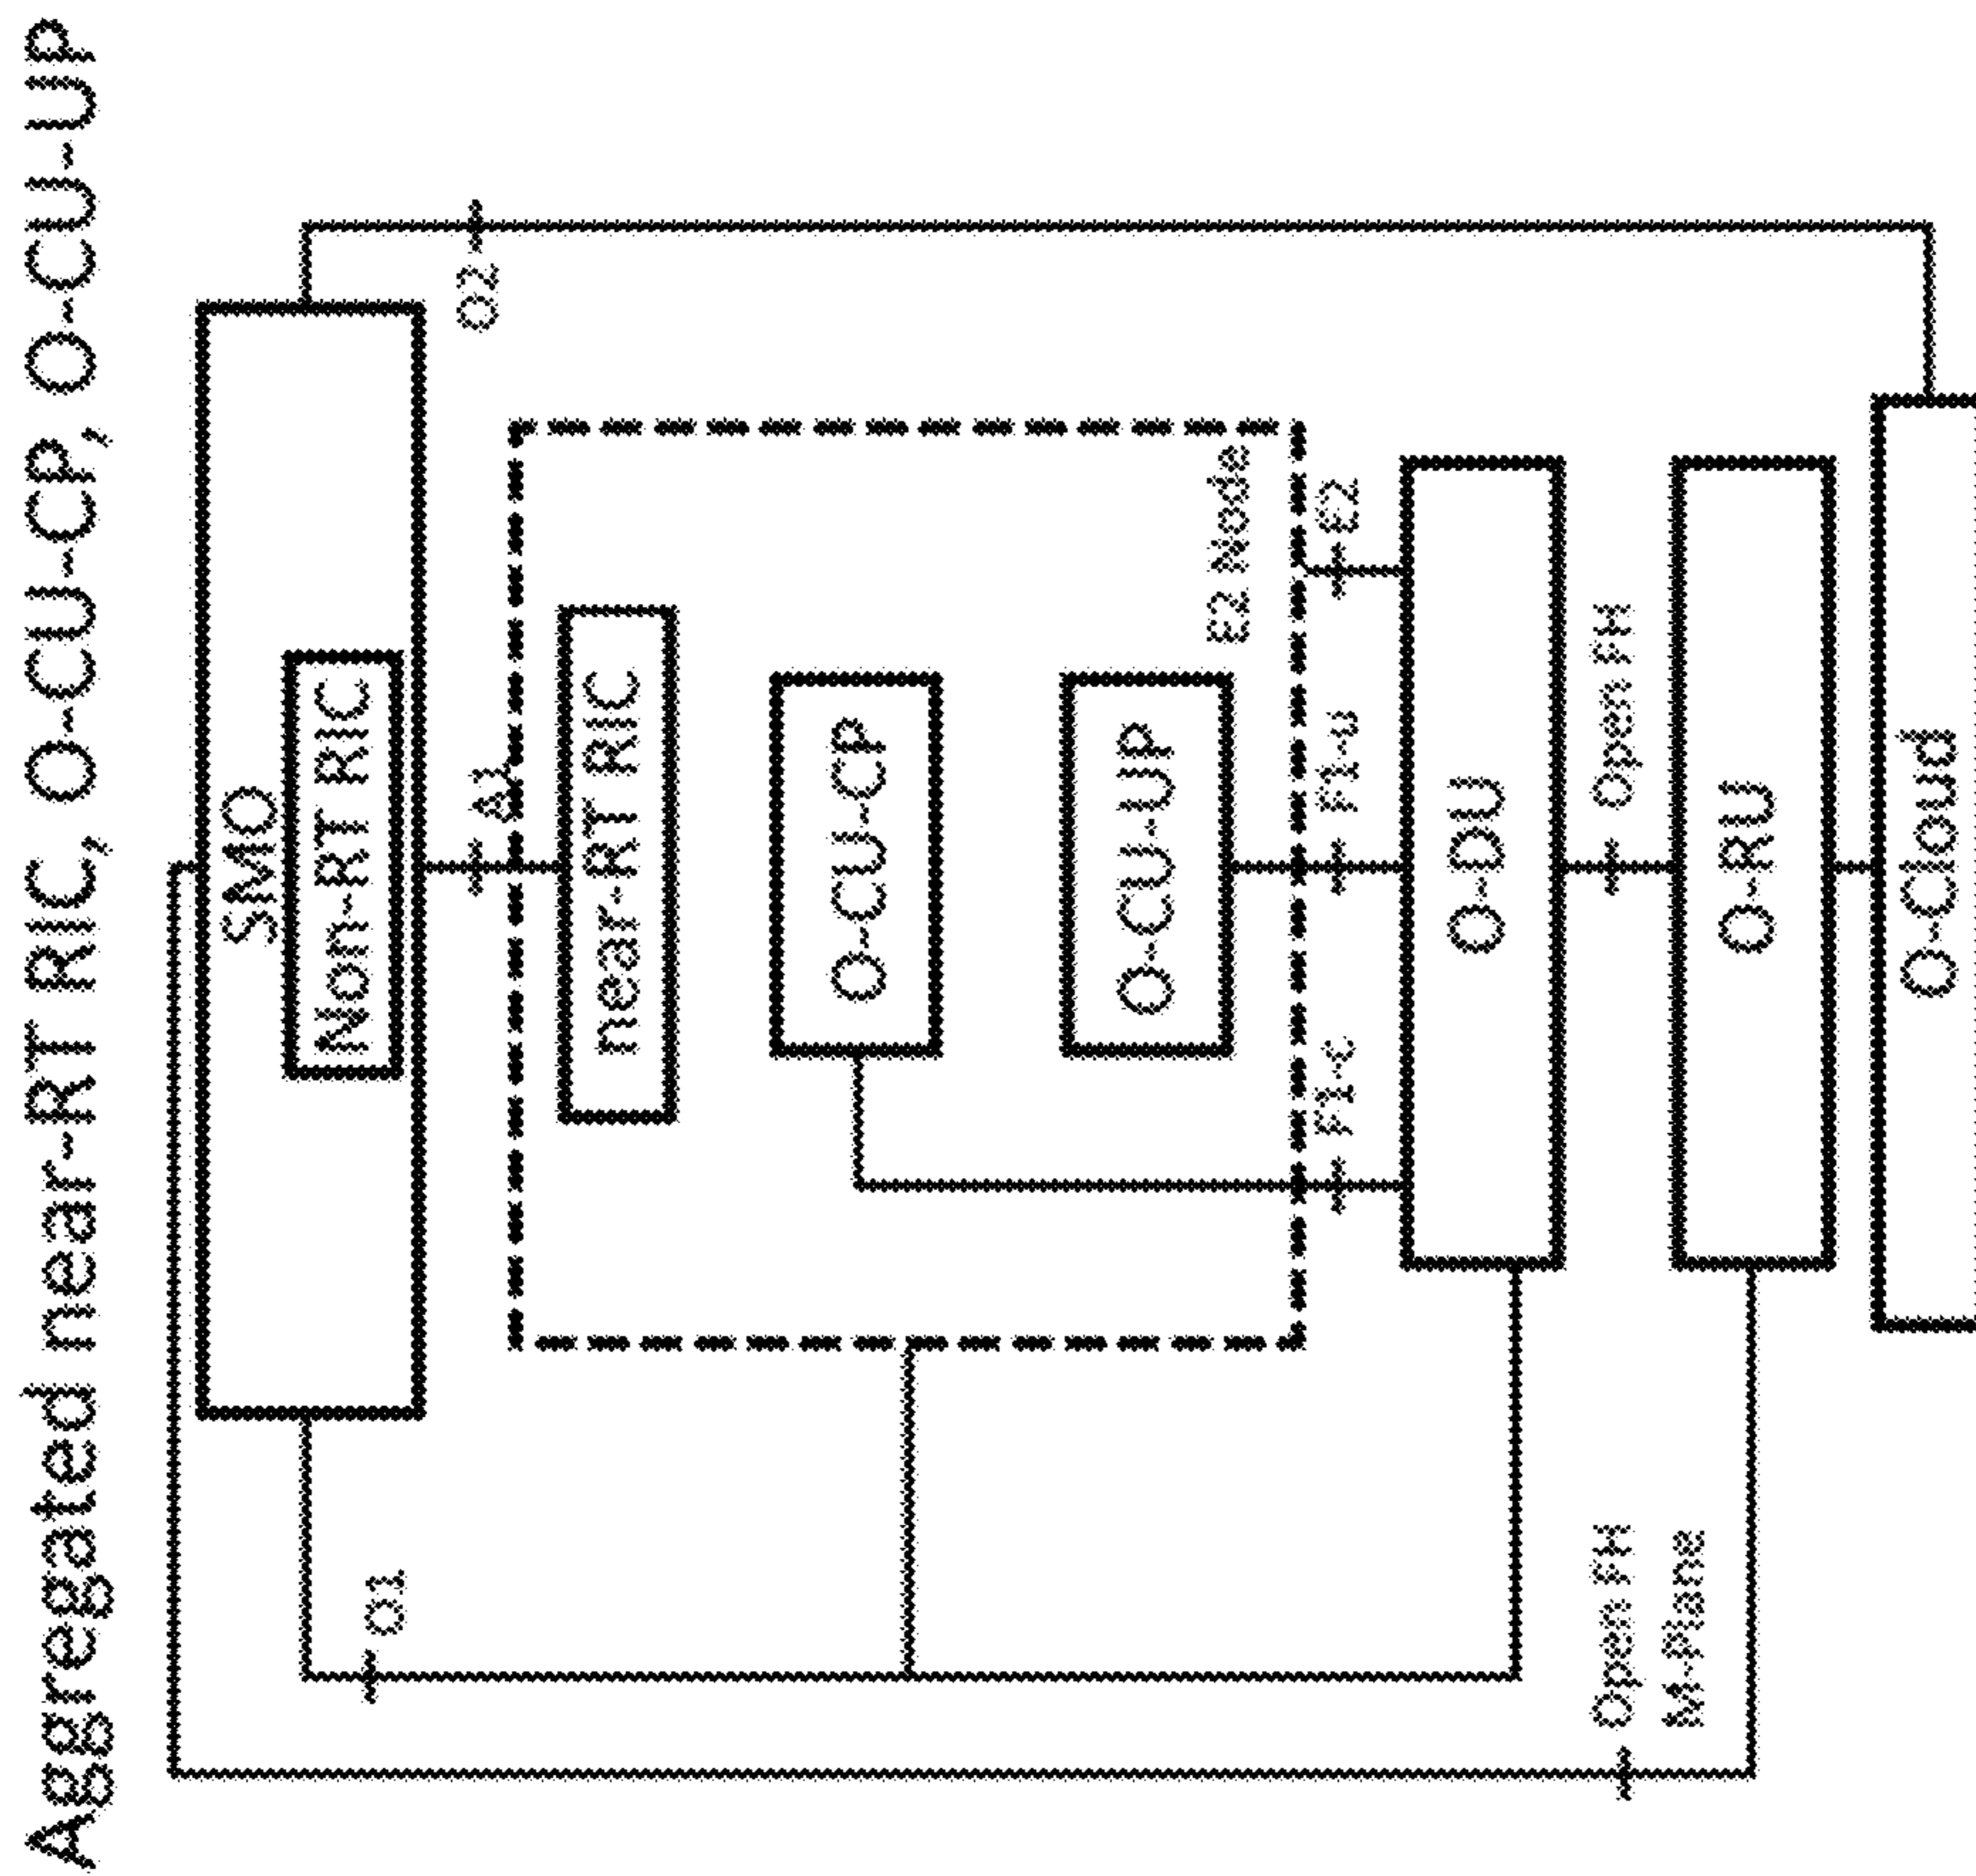 Aggregated near-RT RIC, O-CU-CP, O-CU-UP
SMO
Non-RT RIC
O1
A1
O2
near-RT RIC
O-CU-CP
O-CU-UP
E2 Node
F1-c
F1-u
E2
O-DU
Open FH
M-Plane
Open FH
O-RU
O-Cloud